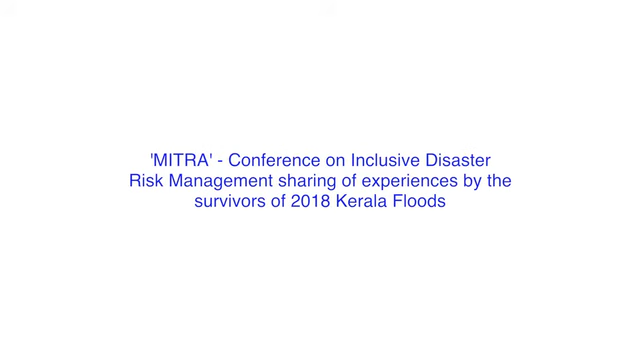 'MITRA' - Conference on Inclusive Disaster
Risk Management sharing of experiences by the
survivors of 2018 Kerala Floods